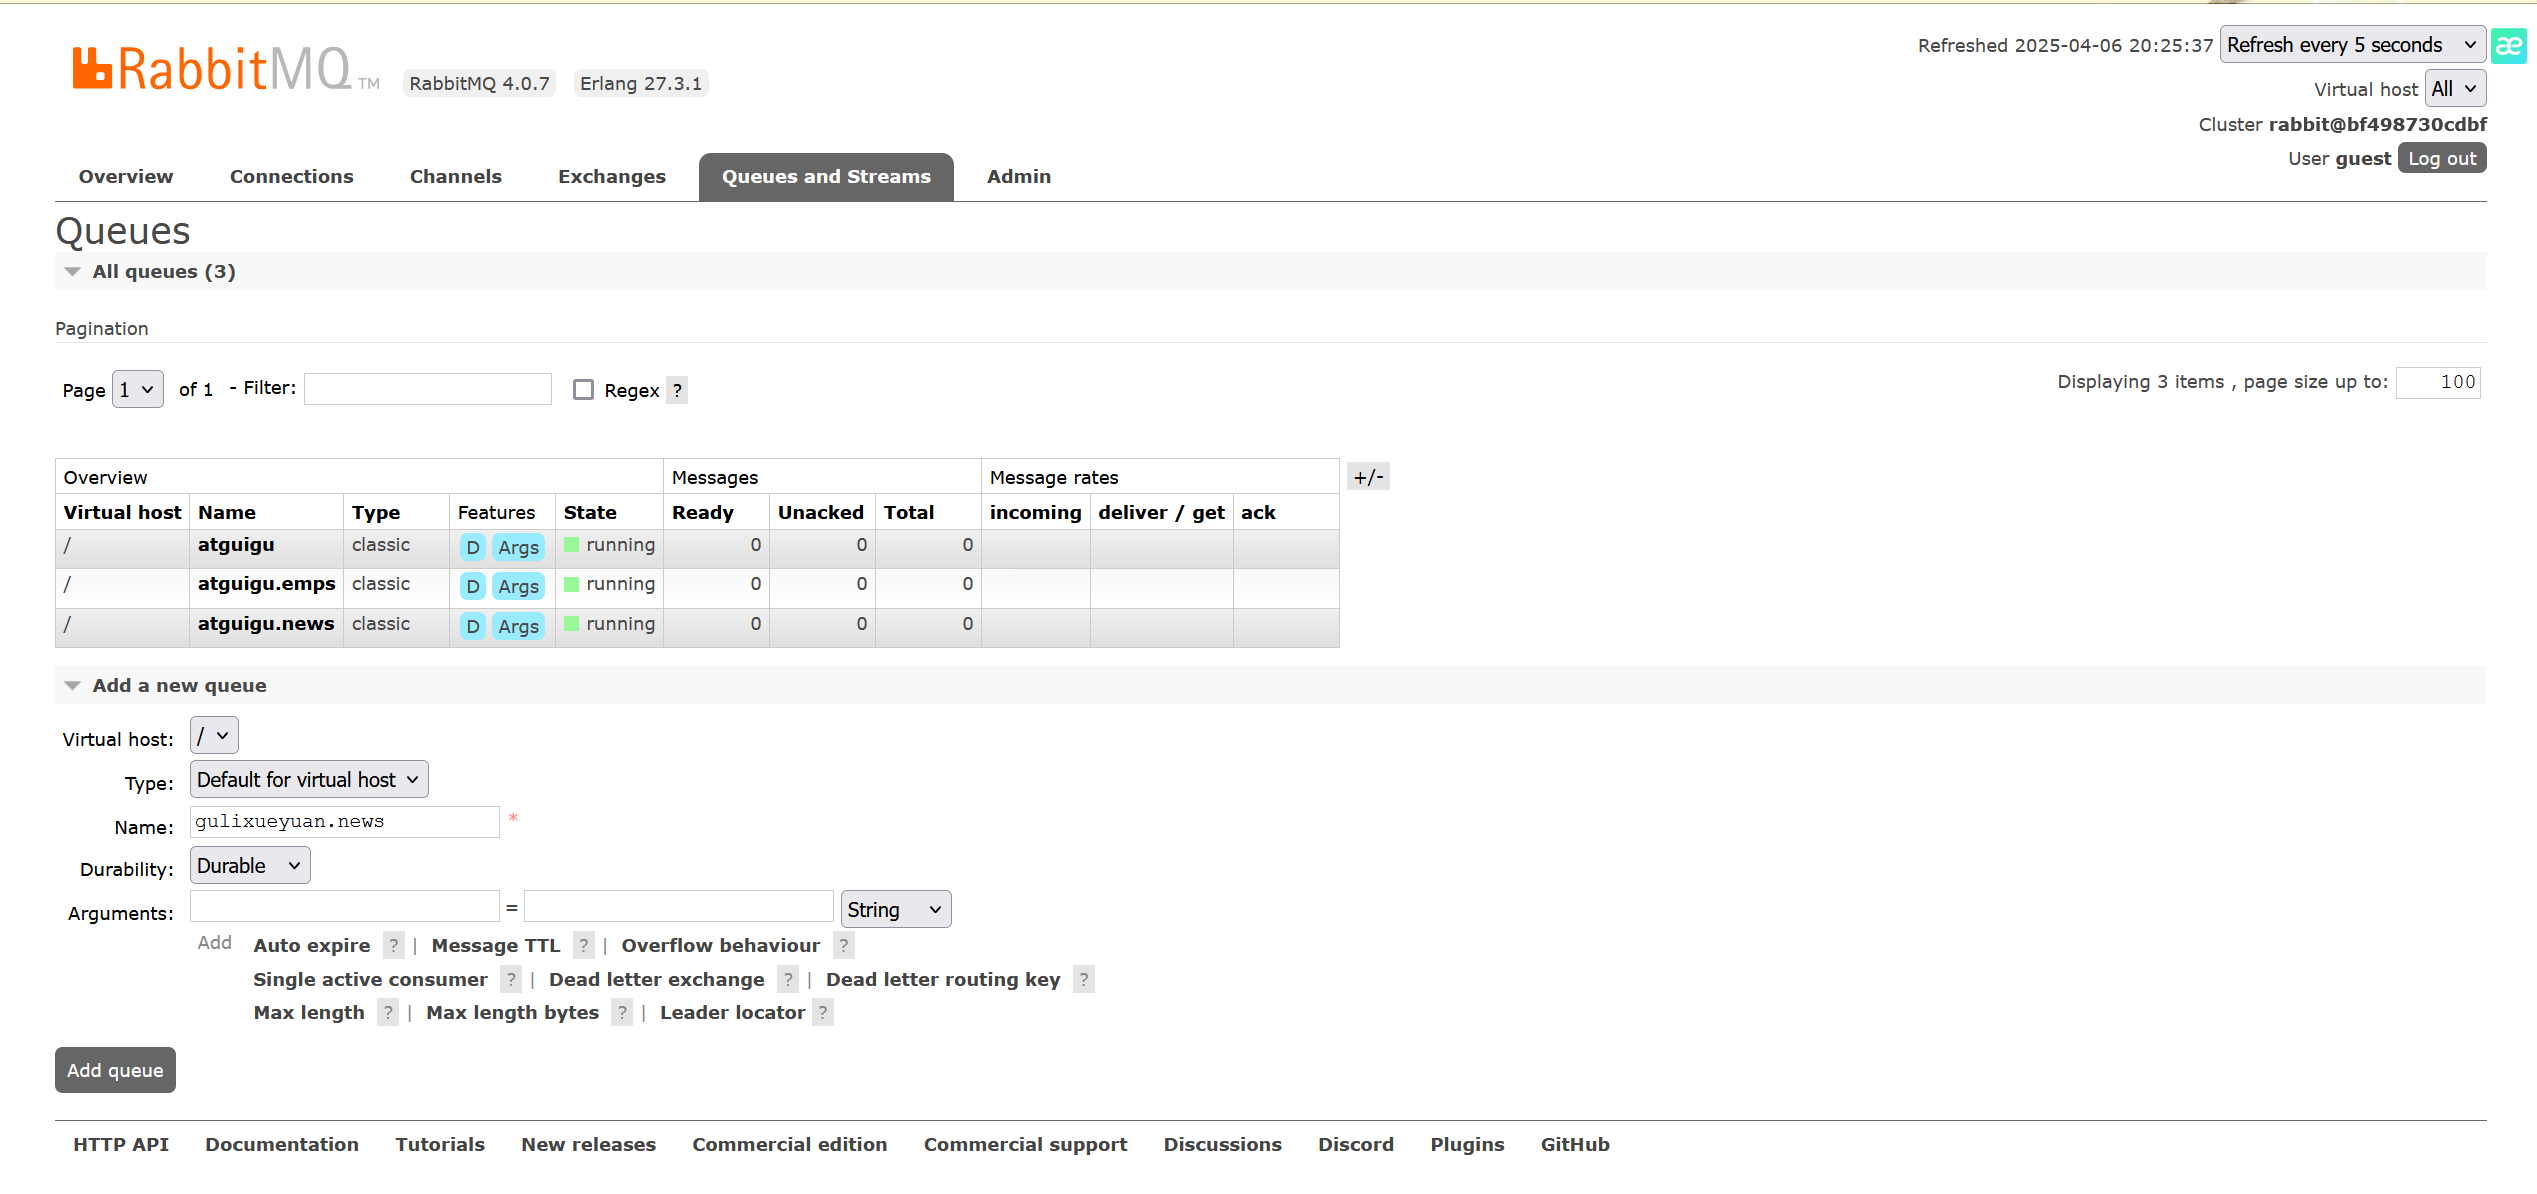 RabbitMQ TM RabbitMQ 4.0.7 Erlang 27.3.1
Refreshed 2025-04-06 20:25:37 Refresh every 5 seconds æ
Virtual host All
Cluster rabbit@bf498730cdbf
User guest Log out
Overview Connections Channels Exchanges Queues and Streams Admin
Queues
All queues (3)
Pagination
Page 1 of 1 - Filter: Regex ? Displaying 3 items , page size up to: 100
Overview Messages Message rates +/-
Virtual host Name Type Features State Ready Unacked Total incoming deliver / get ack
/ atguigu classic D Args running 0 0 0
/ atguigu.emps classic D Args running 0 0 0
/ atguigu.news classic D Args running 0 0 0
Add a new queue
Virtual host: /
Type: Default for virtual host
Name: gulixueyuan.news *
Durability: Durable
Arguments: = String
Add Auto expire ? | Message TTL ? | Overflow behaviour ?
Single active consumer ? | Dead letter exchange ? | Dead letter routing key ?
Max length ? | Max length bytes ? | Leader locator ?
Add queue
HTTP API Documentation Tutorials New releases Commercial edition Commercial support Discussions Discord Plugins GitHub